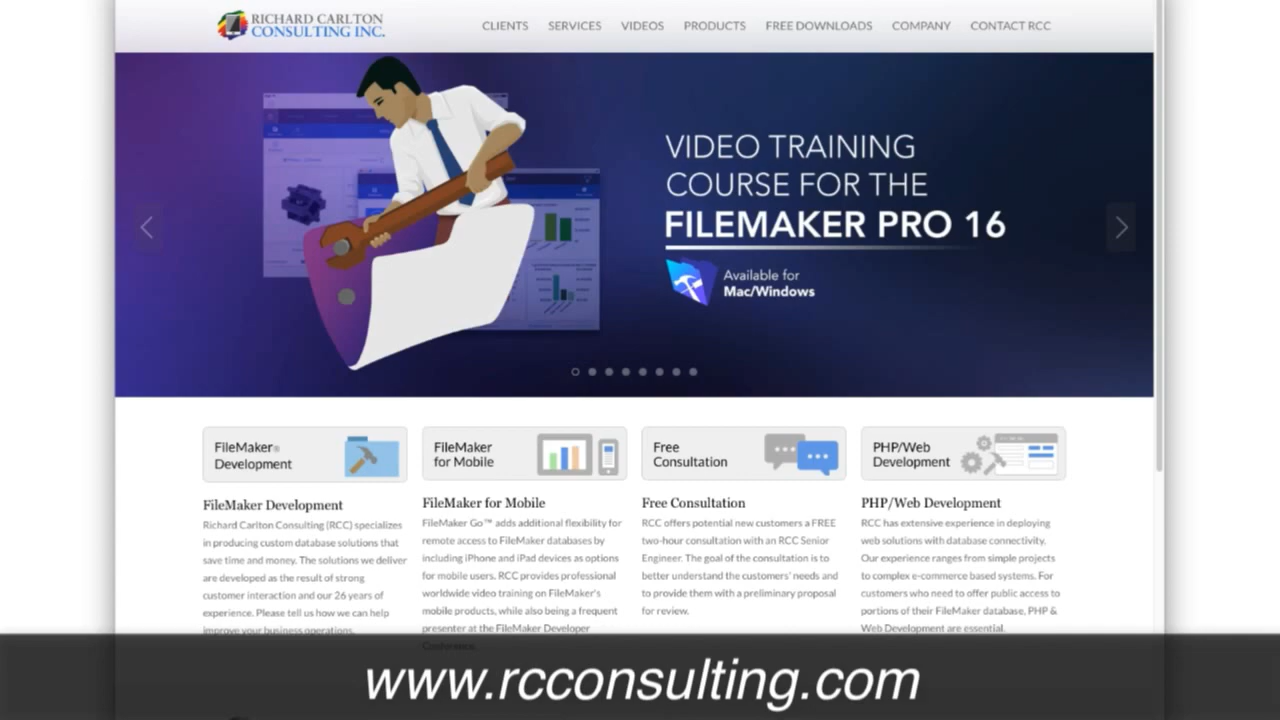 RICHARD CARLTON
CONSULTING INC.
CLIENTS SERVICES VIDEOS PRODUCTS FREE DOWNLOADS COMPANY CONTACT RCC
VIDEO TRAINING
COURSE FOR THE
FILEMAKER PRO 16
Available for
Mac/Windows
FileMaker®
Development
FileMaker
for Mobile
Free
Consultation
PHP/Web
Development
FileMaker Development
Richard Carlton Consulting (RCC) specializes
in producing custom database solutions that
save time and money. The solutions we deliver
are developed as the result of strong
customer interaction and our 26 years of
experience. Please tell us how we can help
improve your business operations.
FileMaker for Mobile
FileMaker Go™ adds additional flexibility for
remote access to FileMaker databases by
including iPhone and iPad devices as options
for mobile users. RCC provides professional
worldwide video training on FileMaker's
mobile products, while also being a frequent
presenter at the FileMaker Developer
Conference.
Free Consultation
RCC offers potential new customers a FREE
two-hour consultation with an RCC Senior
Engineer. The goal of the consultation is to
better understand the customers' needs and
to provide them with a preliminary proposal
for review.
PHP/Web Development
RCC has extensive experience in deploying
web solutions with database connectivity.
Our experience ranges from simple projects
to complex e-commerce based systems. For
customers who need to offer public access to
portions of their FileMaker database, PHP &
Web Development are essential.
www.rcconsulting.com